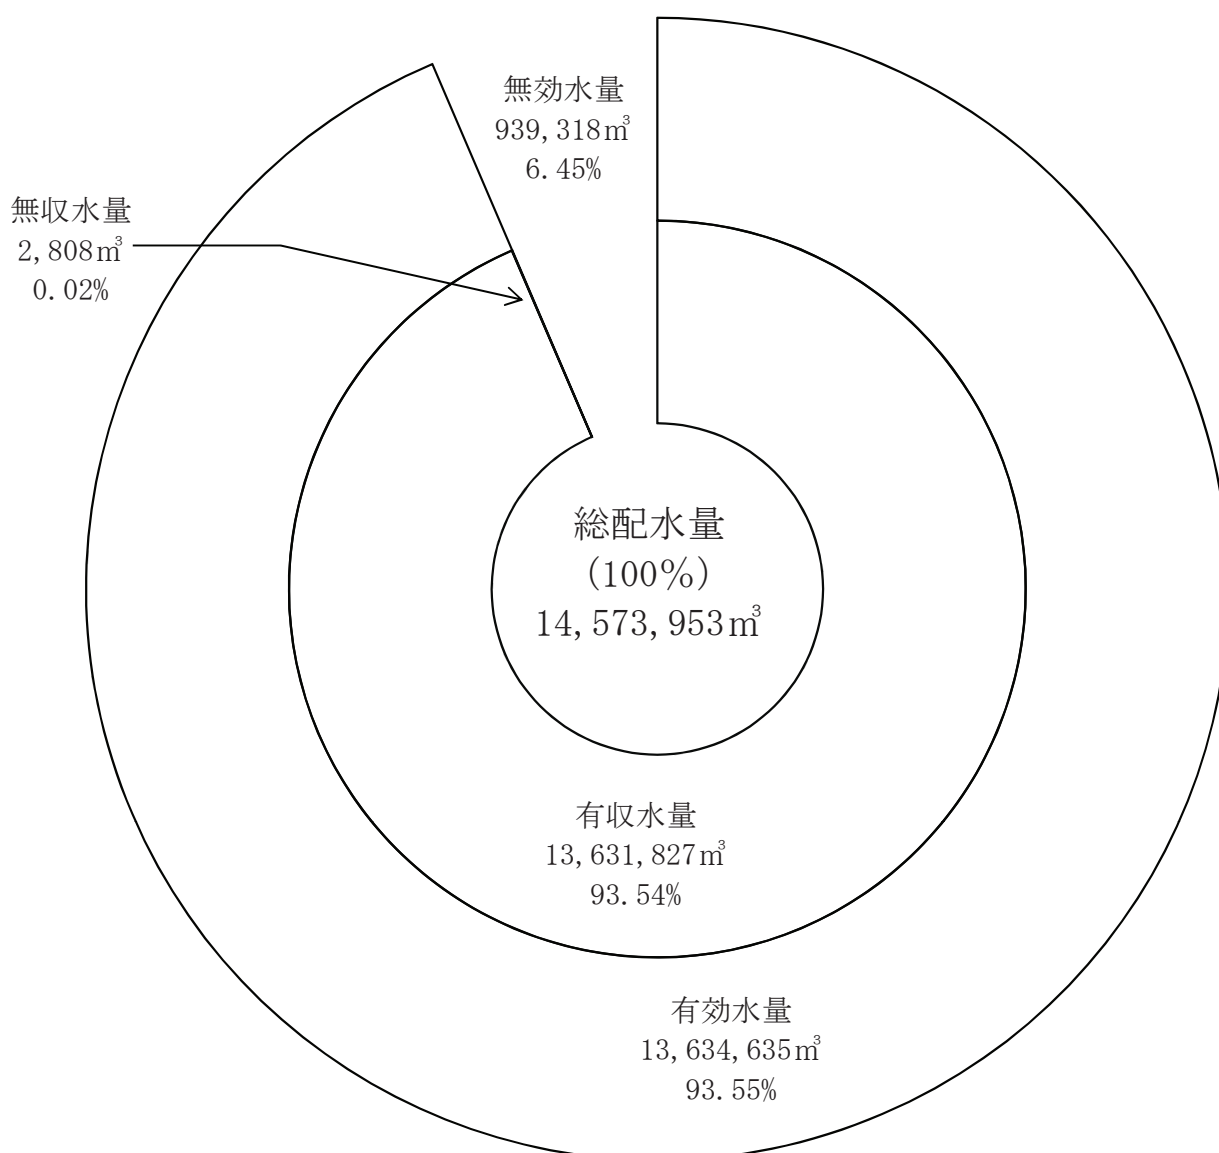 無効水量
939,318㎥
6.45%
無収水量
2,808㎥
0.02%
総配水量
(100%)
14,573,953㎥
有収水量
13,631,827㎥
93.54%
有効水量
13,634,635㎥
93.55%